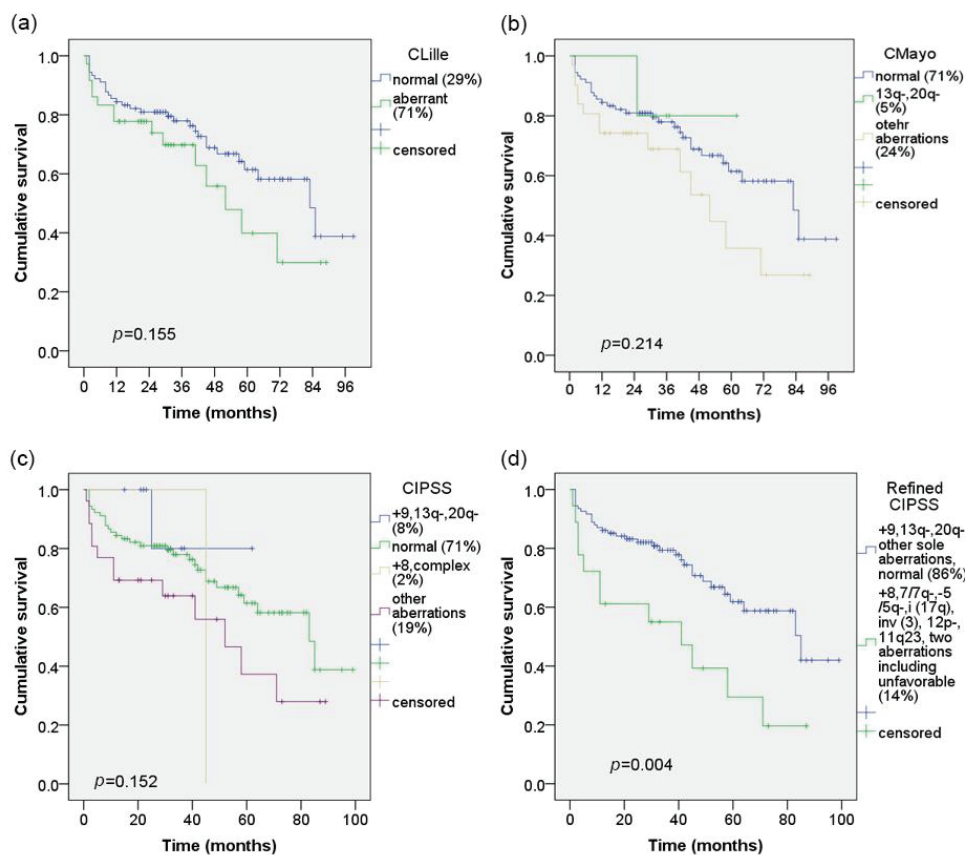 (a)
CLille
normal (29%)
aberrant
(71%)
censored
Cumulative survival
1.0
0.8
0.6
0.4
0.2
0.0
p=0.155
0 12 24 36 48 60 72 84 96
Time (months)
(b)
CMayo
normal (71%)
13q-,20q-
(5%)
otehr
aberrations
(24%)
censored
Cumulative survival
1.0
0.8
0.6
0.4
0.2
0.0
p=0.214
0 12 24 36 48 60 72 84 96
Time (months)
(c)
CIPSS
+9,13q-,20q-
(8%)
normal (71%)
+8,complex
(2%)
other
aberrations
(19%)
censored
Cumulative survival
1.0
0.8
0.6
0.4
0.2
0.0
p=0.152
0 20 40 60 80 100
Time (months)
(d)
Refined
CIPSS
+9,13q-,20q-
other sole
aberrations,
normal (86%)
+8,7/7q-,-5
/5q-,i (17q),
inv (3), 12p-,
11q23, two
aberrations
including
unfavorable
(14%)
censored
Cumulative survival
1.0
0.8
0.6
0.4
0.2
0.0
p=0.004
0 20 40 60 80 100
Time (months)